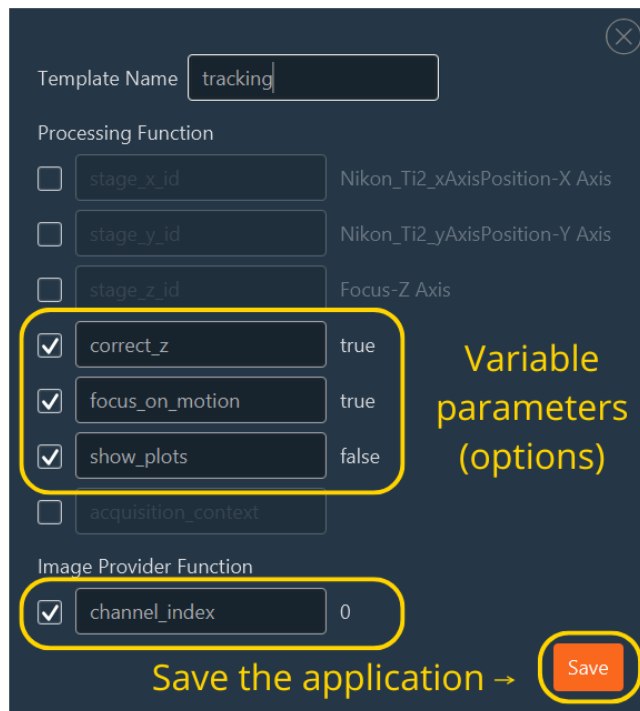 Template Name tracking
Processing Function
stage_x_id Nikon_Ti2_xAxisPosition-X Axis
stage_y_id Nikon_Ti2_yAxisPosition-Y Axis
stage_z_id Focus-Z Axis
correct_z true
focus_on_motion true
show_plots false
Variable
parameters
(options)
acquisition_context
Image Provider Function
channel_index 0
Save the application →
Save